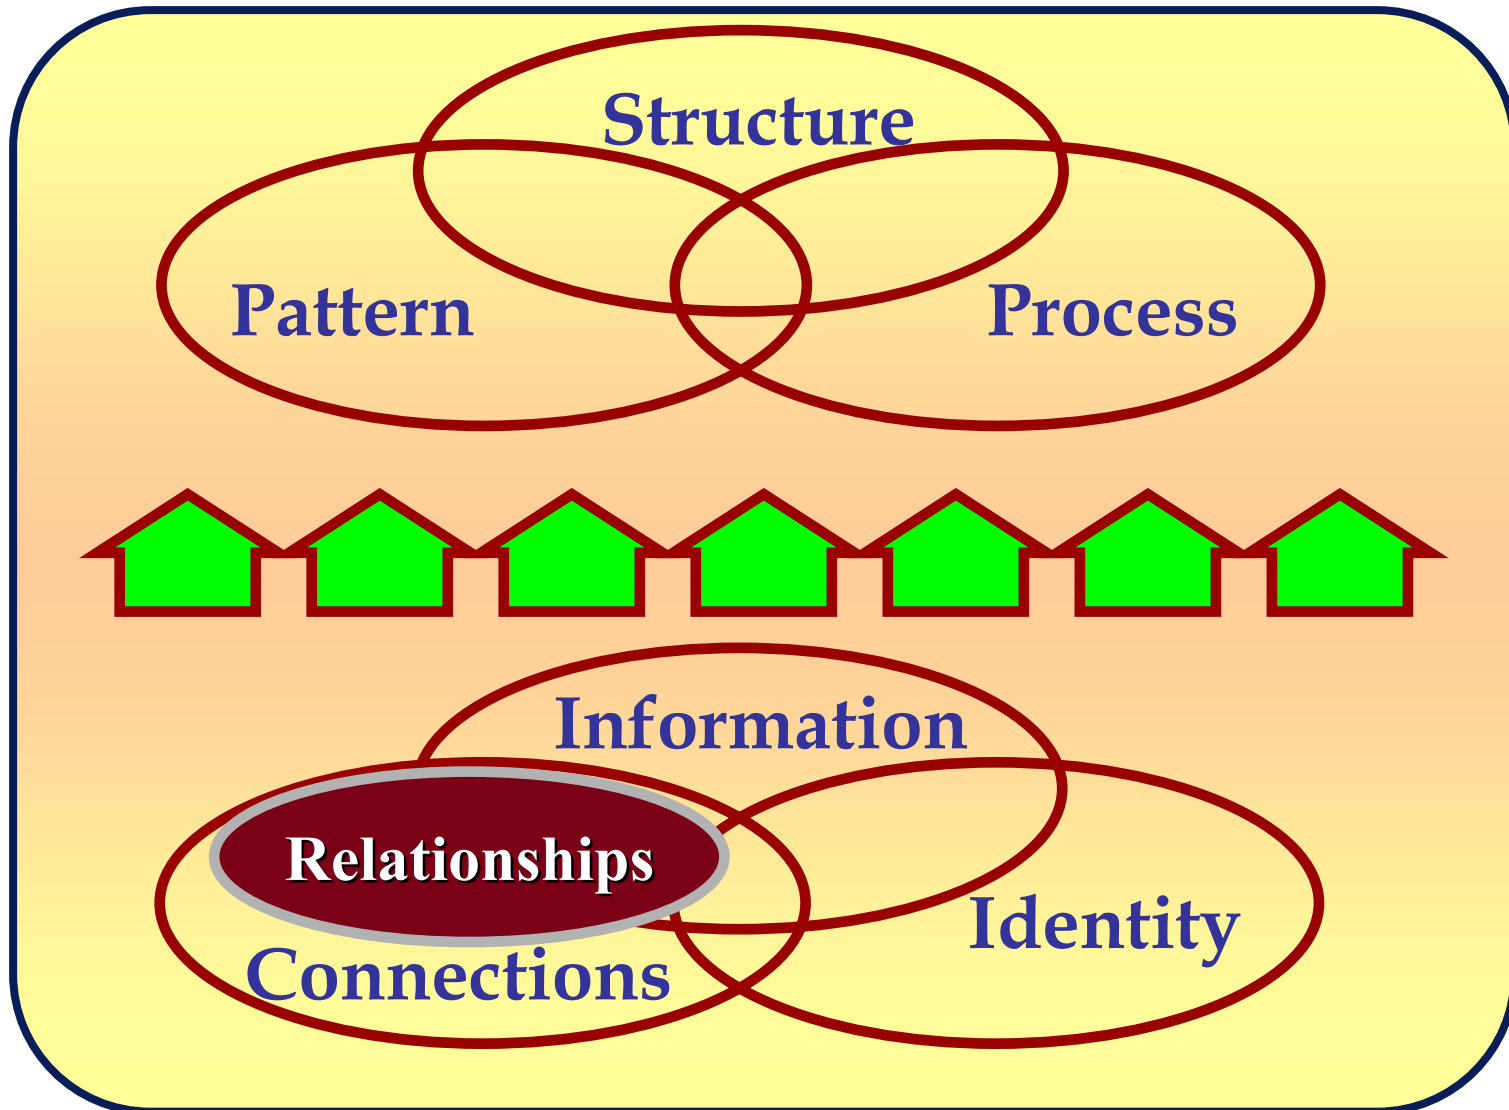 Structure
Pattern
Process
Information
Relationships
Identity
Connections